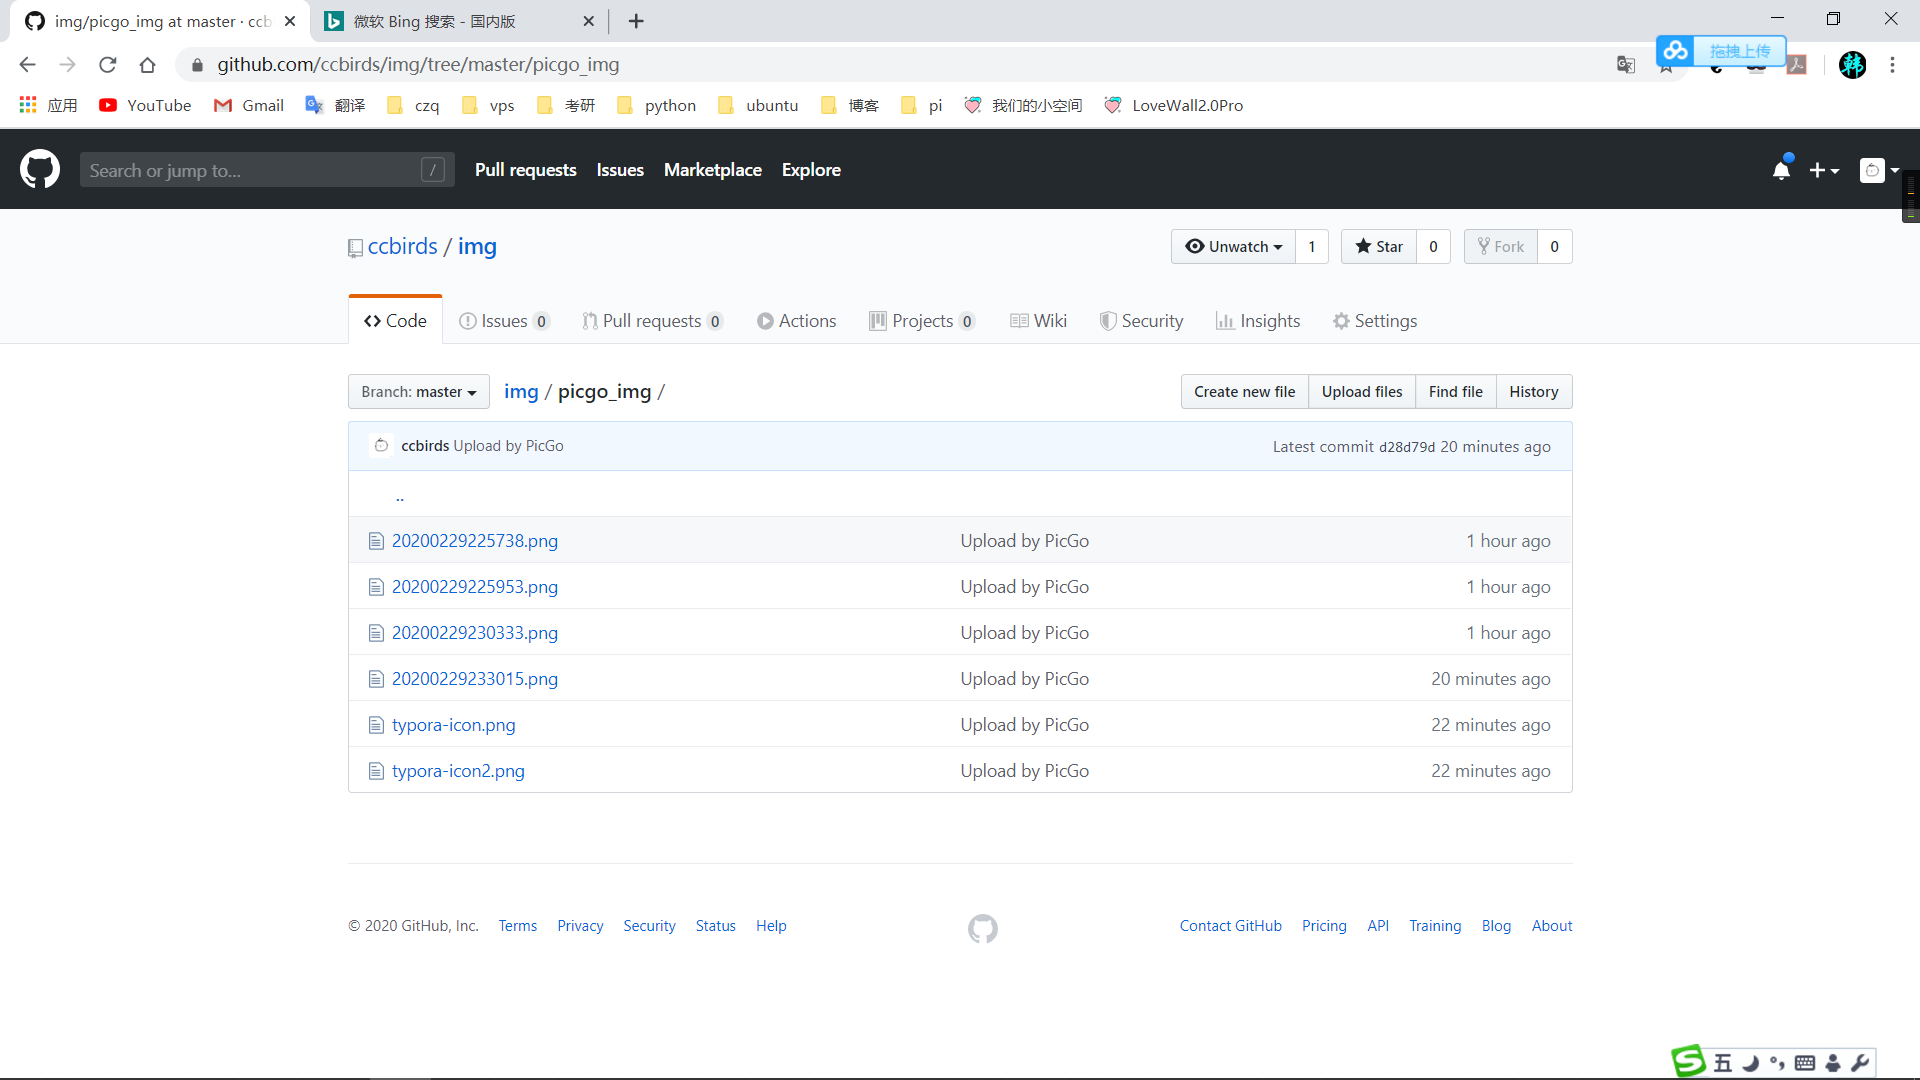 img/picgo_img at master · ccb
微软 Bing 搜索 - 国内版
github.com/ccbirds/img/tree/master/picgo_img
拖拽上传
韩
应用 YouTube Gmail 翻译 czq vps 考研 python ubuntu 博客 pi 我们的小空间 LoveWall2.0Pro
Search or jump to... / Pull requests Issues Marketplace Explore
ccbirds / img
Unwatch 1 Star 0 Fork 0
Code Issues 0 Pull requests 0 Actions Projects 0 Wiki Security Insights Settings
Branch: master img / picgo_img / Create new file Upload files Find file History
ccbirds Upload by PicGo Latest commit d28d79d 20 minutes ago
..
20200229225738.png Upload by PicGo 1 hour ago
20200229225953.png Upload by PicGo 1 hour ago
20200229230333.png Upload by PicGo 1 hour ago
20200229233015.png Upload by PicGo 20 minutes ago
typora-icon.png Upload by PicGo 22 minutes ago
typora-icon2.png Upload by PicGo 22 minutes ago
© 2020 GitHub, Inc. Terms Privacy Security Status Help Contact GitHub Pricing API Training Blog About
五